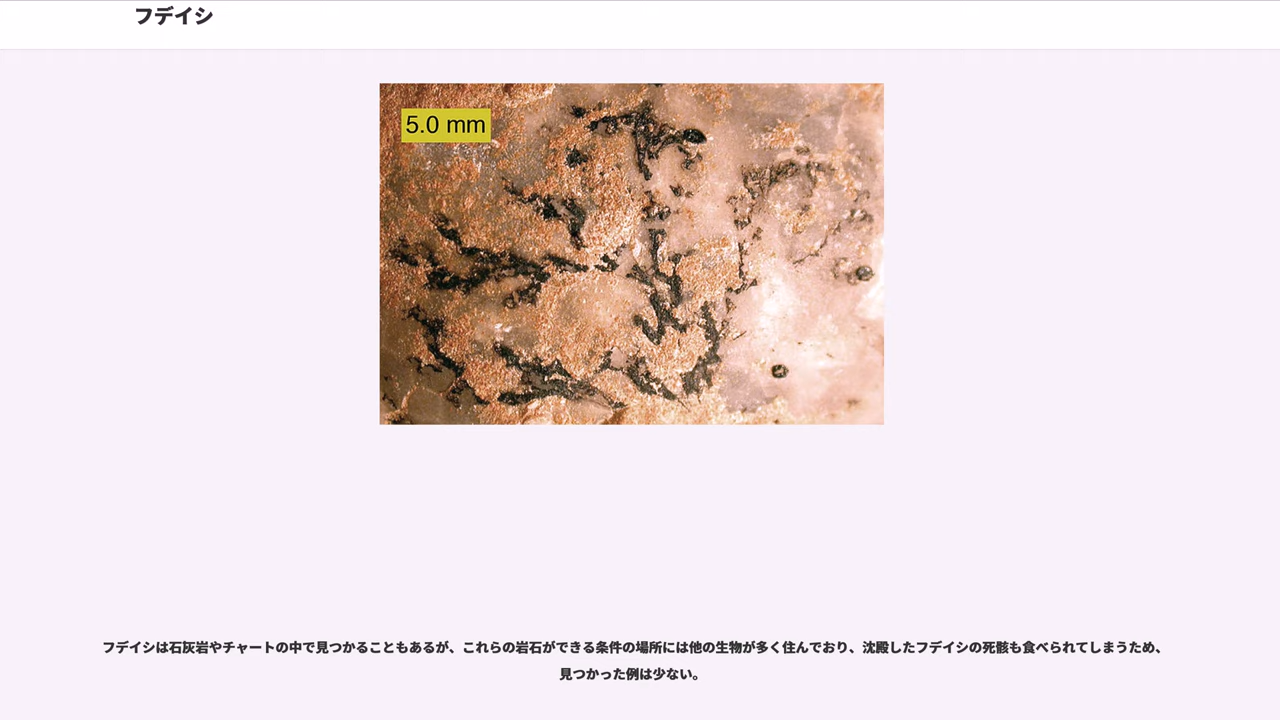 フデイシ
5.0 mm
フデイシは石灰岩やチャートの中で見つかることもあるが、これらの岩石ができる条件の場所には他の生物が多く住んでおり、沈殿したフデイシの死骸も食べられてしまうため、
見つかった例は少ない。